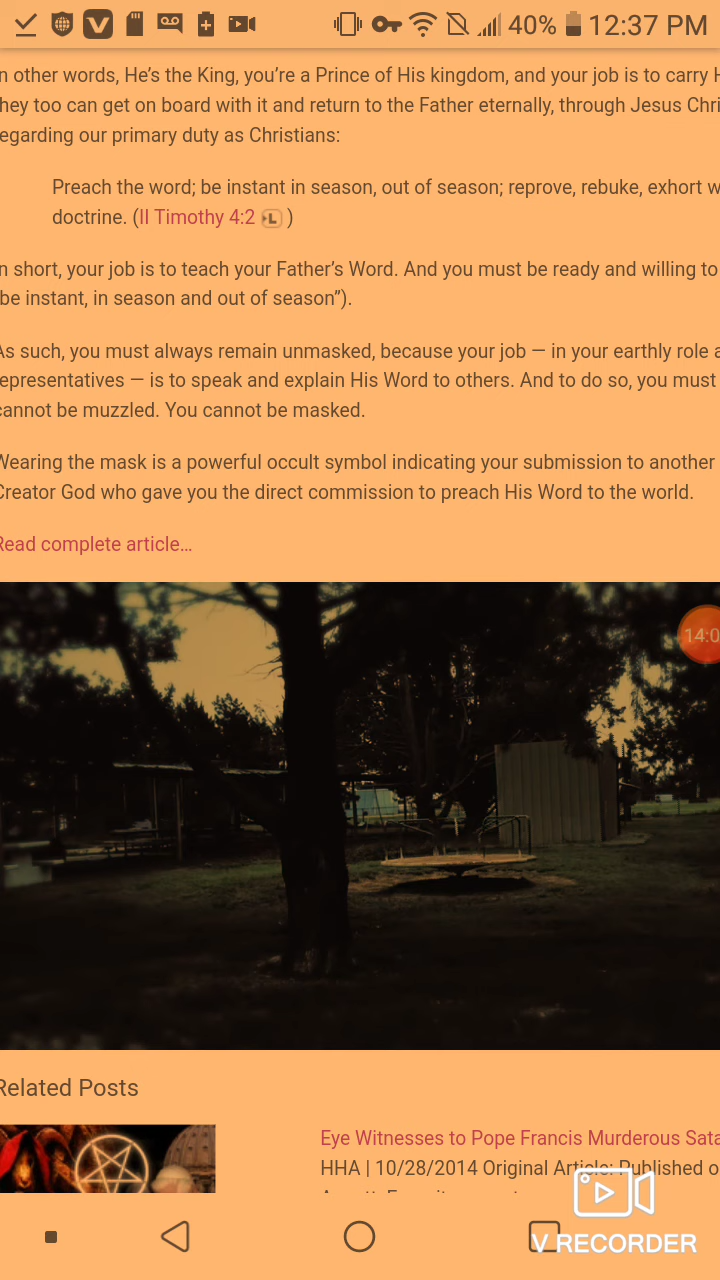 40% 12:37 PM
n other words, He's the King, you're a Prince of His kingdom, and your job is to carry H
hey too can get on board with it and return to the Father eternally, through Jesus Chri
egarding our primary duty as Christians:
Preach the word; be instant in season, out of season; reprove, rebuke, exhort w
doctrine. (II Timothy 4:2 L )
n short, your job is to teach your Father's Word. And you must be ready and willing to
be instant, in season and out of season”).
As such, you must always remain unmasked, because your job — in your earthly role a
epresentatives — is to speak and explain His Word to others. And to do so, you must
cannot be muzzled. You cannot be masked.
Wearing the mask is a powerful occult symbol indicating your submission to another
Creator God who gave you the direct commission to preach His Word to the world.
Read complete article…
14:0
Related Posts
Eye Witnesses to Pope Francis Murderous Sata
HHA | 10/28/2014 Original Article: Published o
V RECORDER